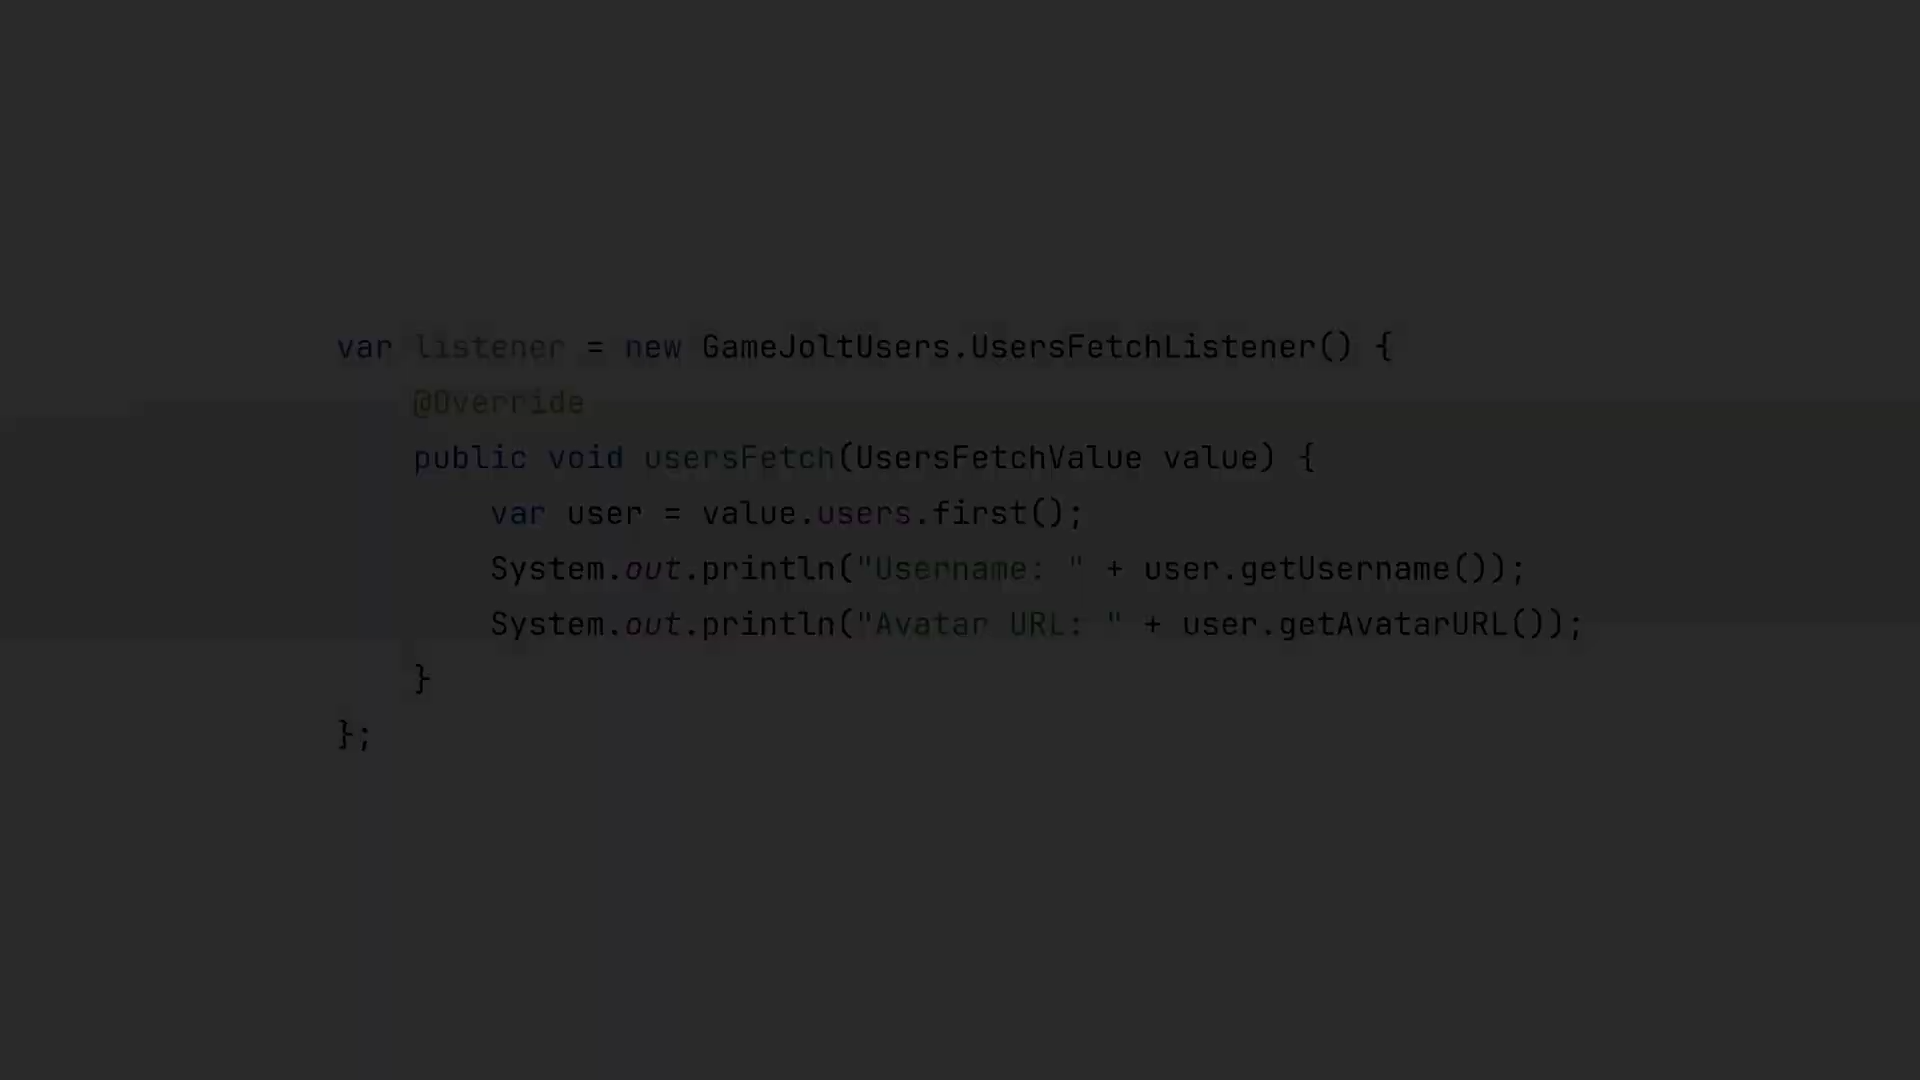 var listener = new GameJoltUsers.UsersFetchListener() {
    @Override
    public void usersFetch(UsersFetchValue value) {
        var user = value.users.first();
        System.out.println("Username: " + user.getUsername());
        System.out.println("Avatar URL: " + user.getAvatarURL());
    }
};